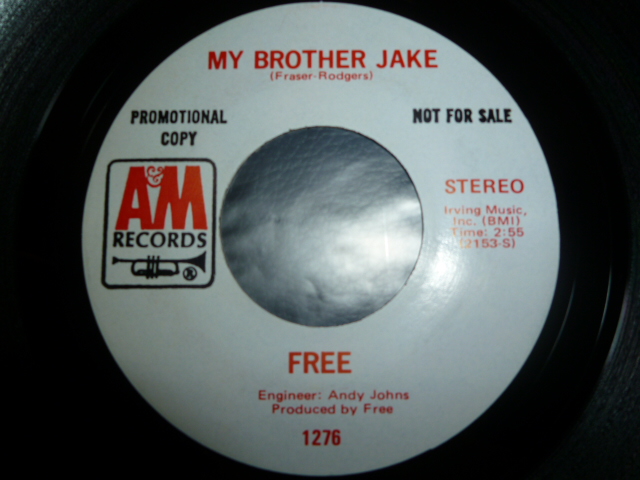 MY BROTHER JAKE
(Fraser-Rodgers)
PROMOTIONAL
COPY
NOT FOR SALE
A&M
RECORDS
®
STEREO
Irving Music,
Inc. (BMI)
Time: 2:55
(2153-S)
FREE
Engineer: Andy Johns
Produced by Free
1276